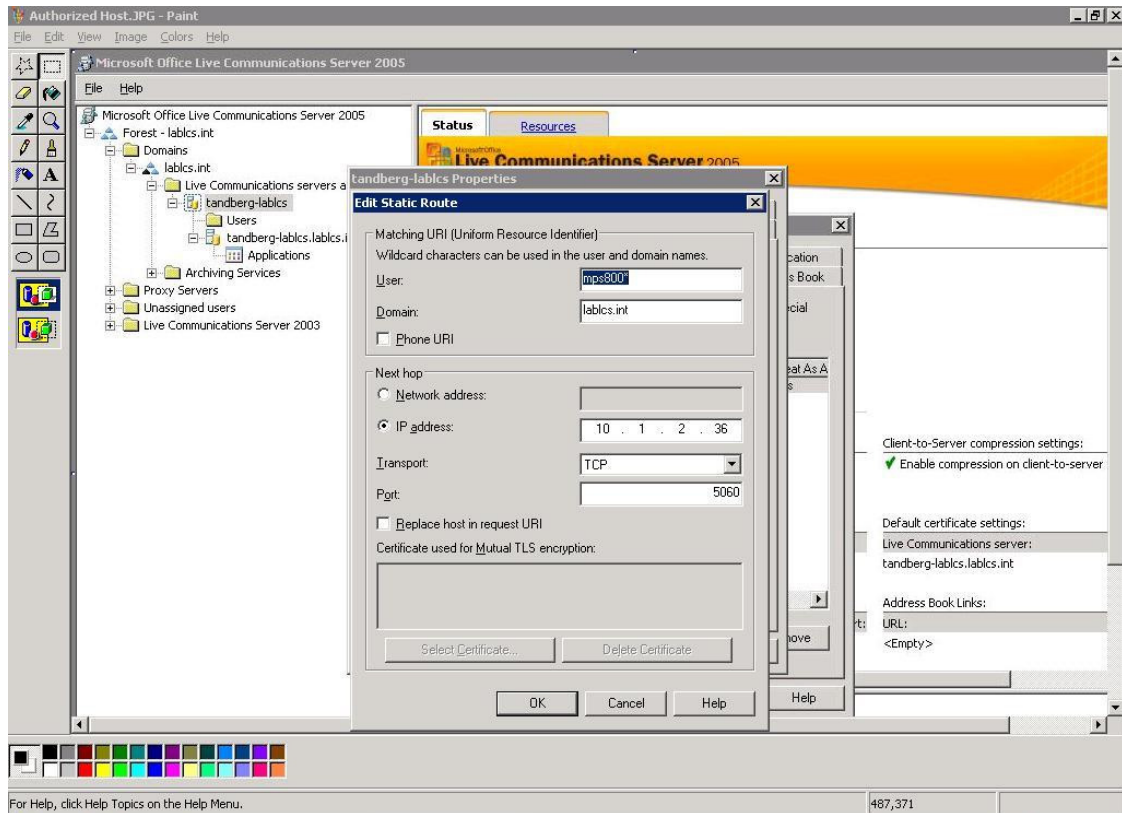 Authorized Host.JPG - Paint
File Edit View Image Colors Help
Microsoft Office Live Communications Server 2005
File Help
Microsoft Office Live Communications Server 2005
Forest - lablcs.int
Domains
lablcs.int
Live Communications servers a
tandberg-lablcs
Users
tandberg-lablcs.lablcs.i
Applications
Archiving Services
Proxy Servers
Unassigned users
Live Communications Server 2003
Status Resources
Microsoft Office
Live Communications Server 2005
tandberg-lablcs Properties
Edit Static Route
Matching URI (Uniform Resource Identifier)
Wildcard characters can be used in the user and domain names.
User: mps800*
Domain: lablcs.int
Phone URI
Next hop
Network address:
IP address: 10 . 1 . 2 . 36
Transport: TCP
Port: 5060
Replace host in request URI
Certificate used for Mutual TLS encryption:
Select Certificate... Delete Certificate
OK Cancel Help
cation
s Book
ecial
eat As A
s
ove
Help
Client-to-Server compression settings:
Enable compression on client-to-server
Default certificate settings:
Live Communications server:
tandberg-lablcs.lablcs.int
Address Book Links:
rt: URL:
<Empty>
For Help, click Help Topics on the Help Menu.
487,371